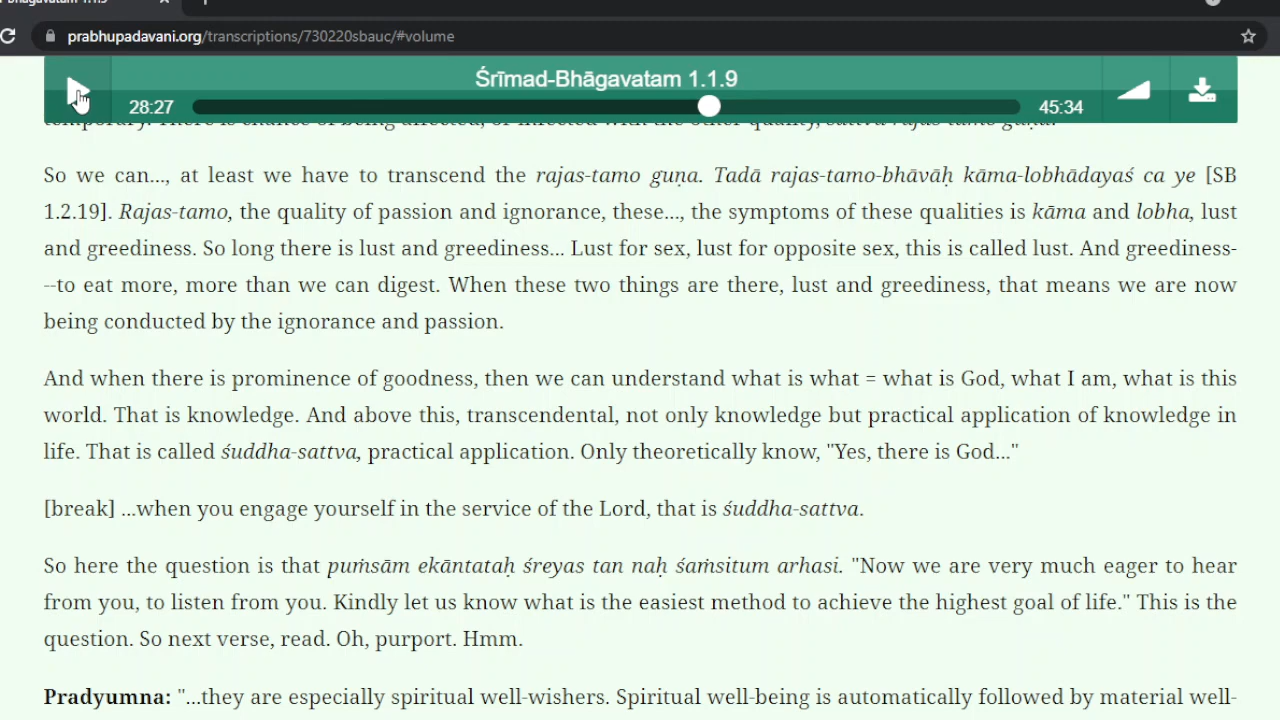 prabhupadavani.org/transcriptions/730220sbauc/#volume
Śrīmad-Bhāgavatam 1.1.9
28:27
45:34
So we can..., at least we have to transcend the rajas-tamo guṇa. Tadā rajas-tamo-bhāvāḥ kāma-lobhādayaś ca ye [SB
1.2.19]. Rajas-tamo, the quality of passion and ignorance, these..., the symptoms of these qualities is kāma and lobha, lust
and greediness. So long there is lust and greediness... Lust for sex, lust for opposite sex, this is called lust. And greediness-
--to eat more, more than we can digest. When these two things are there, lust and greediness, that means we are now
being conducted by the ignorance and passion.
And when there is prominence of goodness, then we can understand what is what = what is God, what I am, what is this
world. That is knowledge. And above this, transcendental, not only knowledge but practical application of knowledge in
life. That is called śuddha-sattva, practical application. Only theoretically know, "Yes, there is God..."
[break] ...when you engage yourself in the service of the Lord, that is śuddha-sattva.
So here the question is that puṁsām ekāntataḥ śreyas tan naḥ śaṁsitum arhasi. "Now we are very much eager to hear
from you, to listen from you. Kindly let us know what is the easiest method to achieve the highest goal of life." This is the
question. So next verse, read. Oh, purport. Hmm.
Pradyumna: "...they are especially spiritual well-wishers. Spiritual well-being is automatically followed by material well-